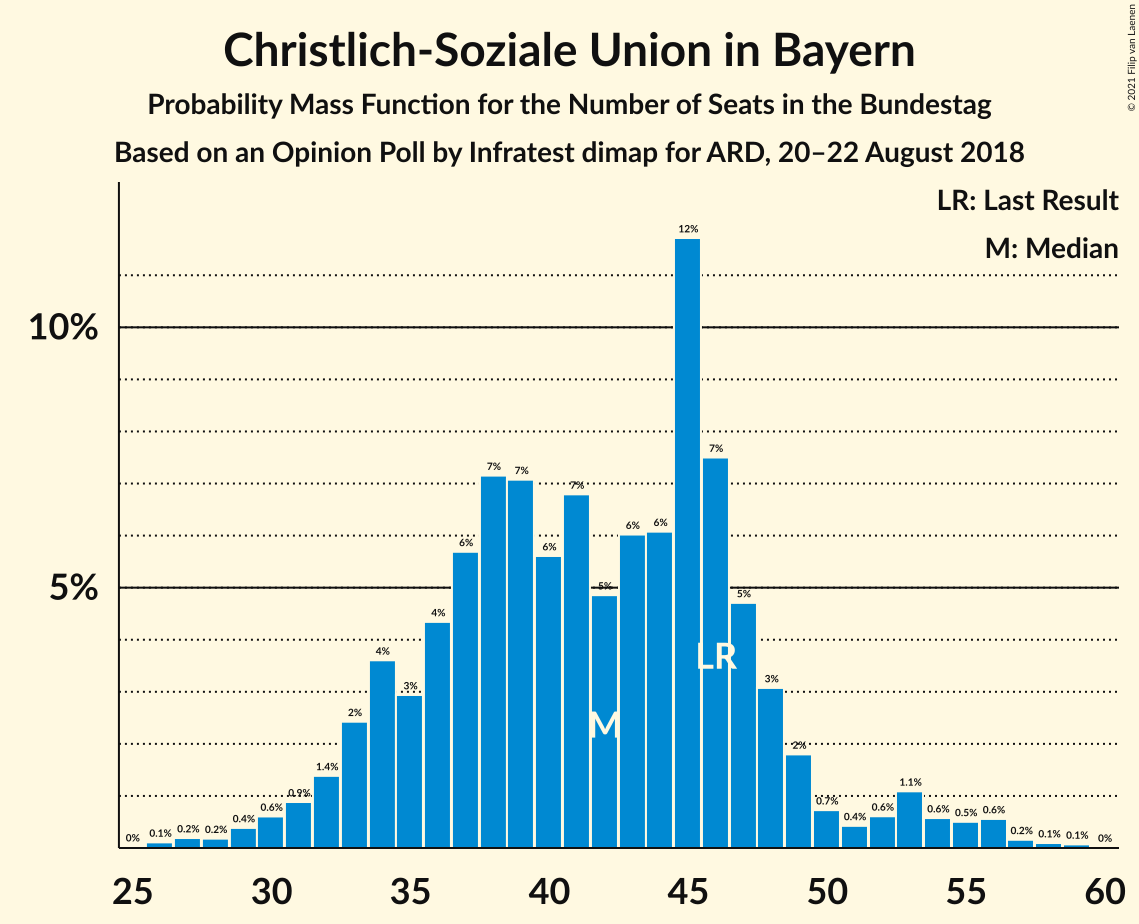 Christlich-Soziale Union in Bayern
Probability Mass Function for the Number of Seats in the Bundestag
Based on an Opinion Poll by Infratest dimap for ARD, 20–22 August 2018
© 2021 Filip van Laenen
LR: Last Result
M: Median
10%
5%
0% 0.1% 0.2% 0.2% 0.4% 0.6% 0.9% 1.4% 2% 4% 3% 4% 6% 7% 7% 6% 7% 5% 6% 6% 12% 7% 5% 3% 2% 0.7% 0.4% 0.6% 1.1% 0.6% 0.5% 0.6% 0.2% 0.1% 0.1% 0%
LR
M
25 30 35 40 45 50 55 60